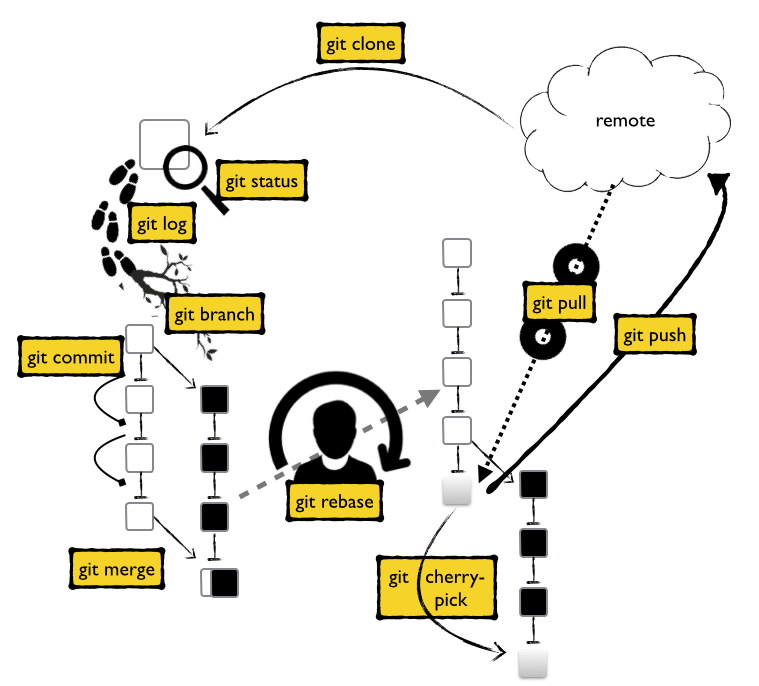 git clone
remote
git status
git log
git branch
git pull
git push
git commit
git rebase
git merge
git cherry-
pick